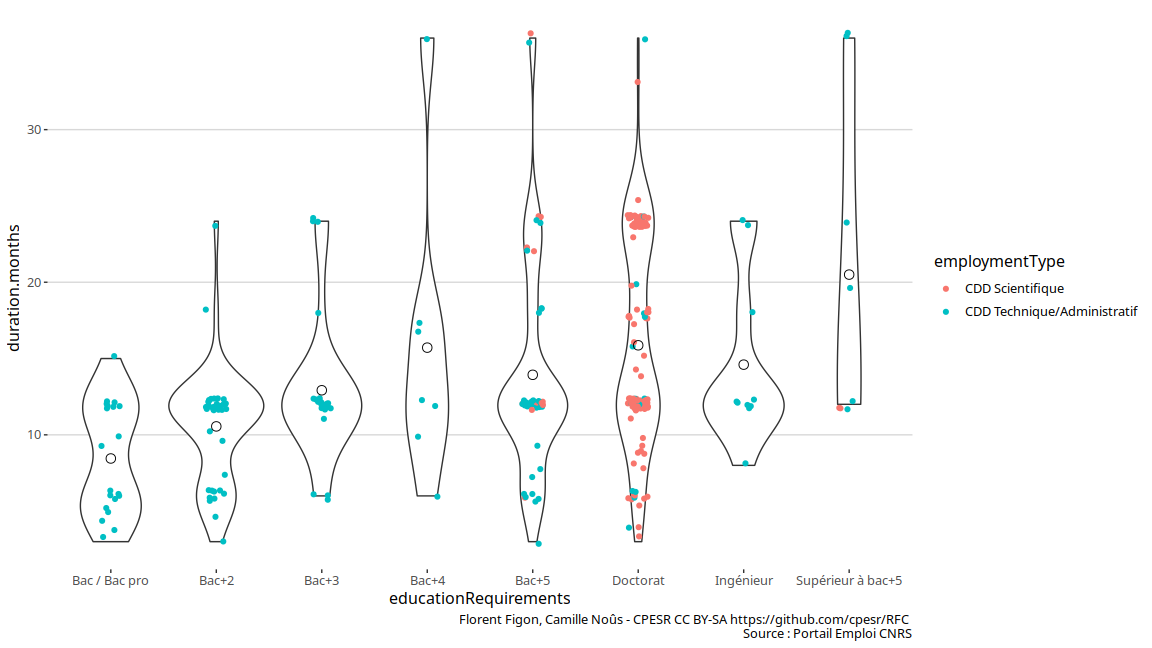 30
20
10
duration.months
Bac / Bac pro
Bac+2
Bac+3
Bac+4
Bac+5
Doctorat
Ingénieur
Supérieur à bac+5
educationRequirements
employmentType
CDD Scientifique
CDD Technique/Administratif
Florent Figon, Camille Noûs - CPESR CC BY-SA https://github.com/cpesr/RFC
Source : Portail Emploi CNRS